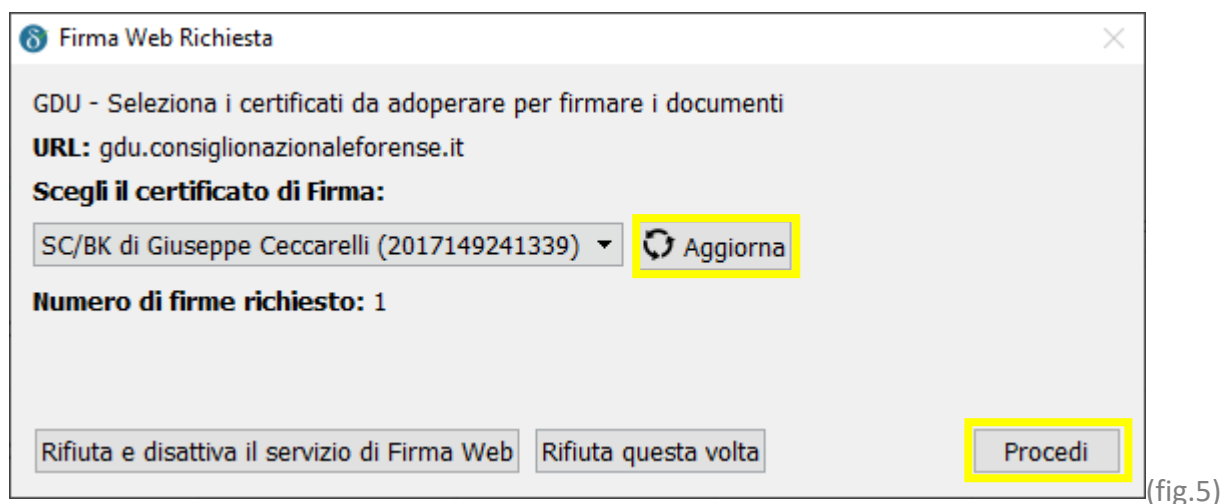 Firma Web Richiesta
GDU - Seleziona i certificati da adoperare per firmare i documenti
URL: gdu.consiglionazionaleforense.it
Scegli il certificato di Firma:
SC/BK di Giuseppe Ceccarelli (2017149241339) Aggiorna
Numero di firme richiesto: 1
Rifiuta e disattiva il servizio di Firma Web Rifiuta questa volta Procedi
(fig.5)